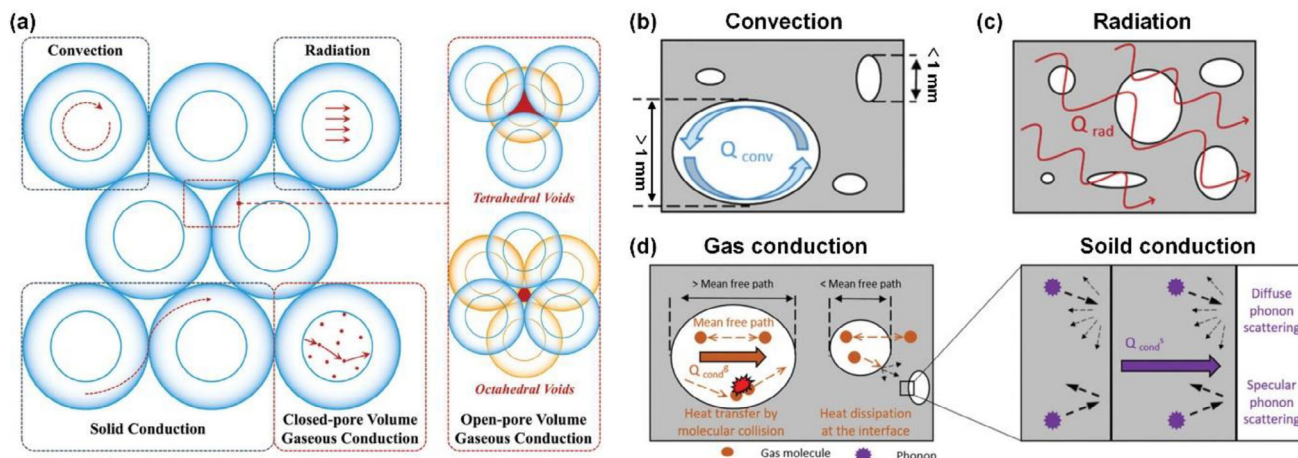 (a)
Convection
Radiation
Tetrahedral Voids
Octahedral Voids
Solid Conduction
Closed-pore Volume
Gaseous Conduction
Open-pore Volume
Gaseous Conduction
(b)
Convection
< 1 mm
> 1 mm
Q conv
(c)
Radiation
Q rad
(d)
Gas conduction
> Mean free path
< Mean free path
Mean free path
Q cond g
Heat transfer by
molecular collision
Heat dissipation
at the interface
Gas molecule
Phonon
Soild conduction
Q cond s
Diffuse
phonon
scattering
Specular
phonon
scattering